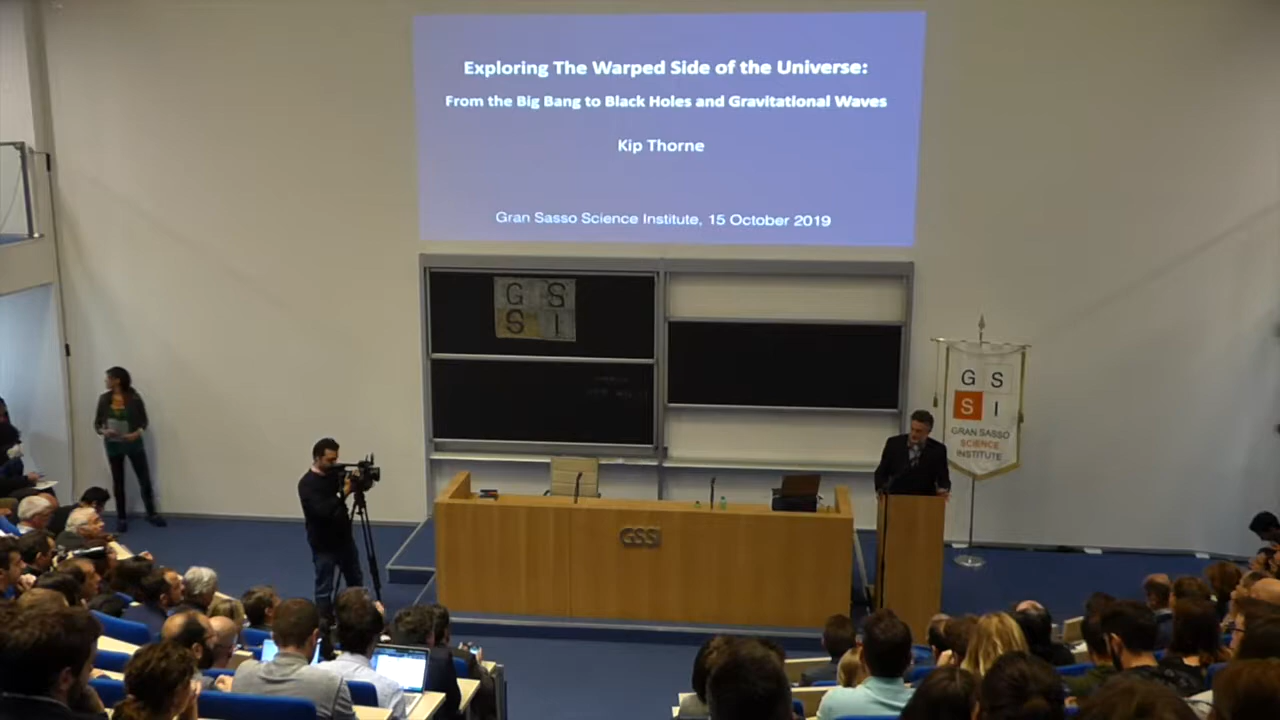 Exploring The Warped Side of the Universe:
From the Big Bang to Black Holes and Gravitational Waves
Kip Thorne
Gran Sasso Science Institute, 15 October 2019
G S
S I
G S
S I
GRAN SASSO
SCIENCE
INSTITUTE
GSSI